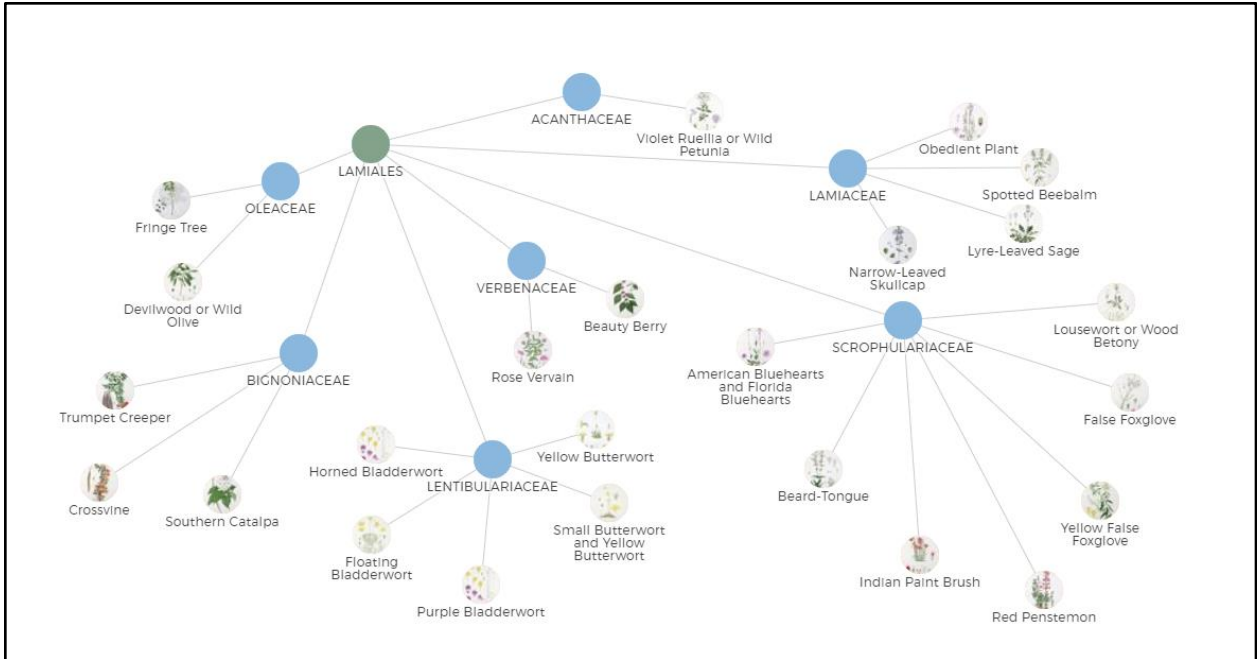 ACANTHACEAE
Violet Ruellia or Wild
Petunia
LAMIALES
Obedient Plant
LAMIACEAE
Spotted Beebalm
Lyre-Leaved Sage
Narrow-Leaved
Skullcap
OLEACEAE
Fringe Tree
Devilwood or Wild
Olive
VERBENACEAE
Beauty Berry
Rose Vervain
SCROPHULARIACEAE
Lousewort or Wood
Betony
American Bluehearts
and Florida
Bluehearts
False Foxglove
Beard-Tongue
Yellow False
Foxglove
Indian Paint Brush
Red Penstemon
BIGNONIACEAE
Trumpet Creeper
Crossvine
Southern Catalpa
LENTIBULARIACEAE
Horned Bladderwort
Yellow Butterwort
Small Butterwort
and Yellow
Butterwort
Floating
Bladderwort
Purple Bladderwort